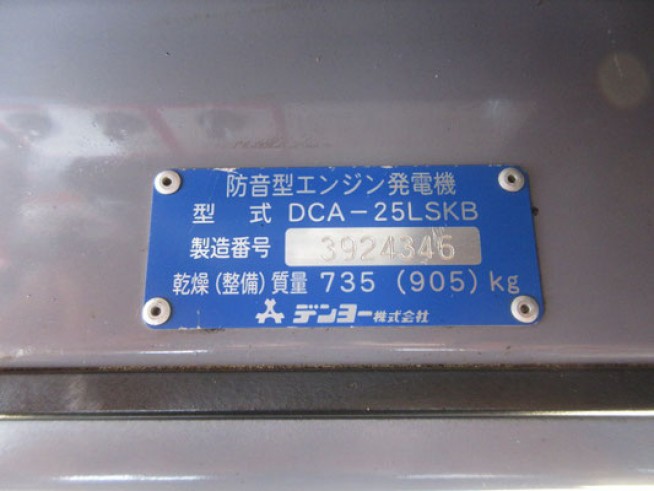 防音型エンジン発電機
型 式 DCA-25LSKB
製造番号 3924346
乾燥(整備)質量 735 (905) kg
デンヨー株式会社